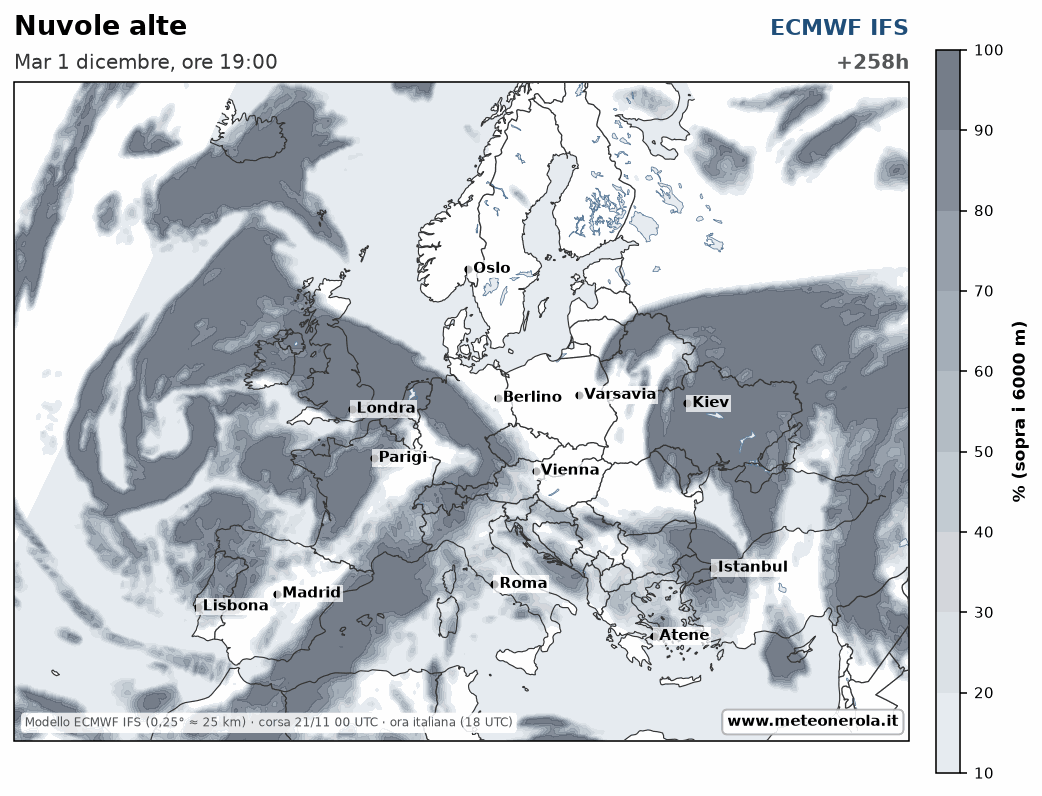 Nuvole alte
ECMWF IFS
Mar 1 dicembre, ore 19:00
+258h
100
90
80
70
60
50
40
30
20
10
% (sopra i 6000 m)
Oslo
Berlino
Varsavia
Kiev
Londra
Parigi
Vienna
Istanbul
Roma
Madrid
Lisbona
Atene
Modello ECMWF IFS (0,25° ≈ 25 km) · corsa 21/11 00 UTC · ora italiana (18 UTC)
www.meteonerola.it